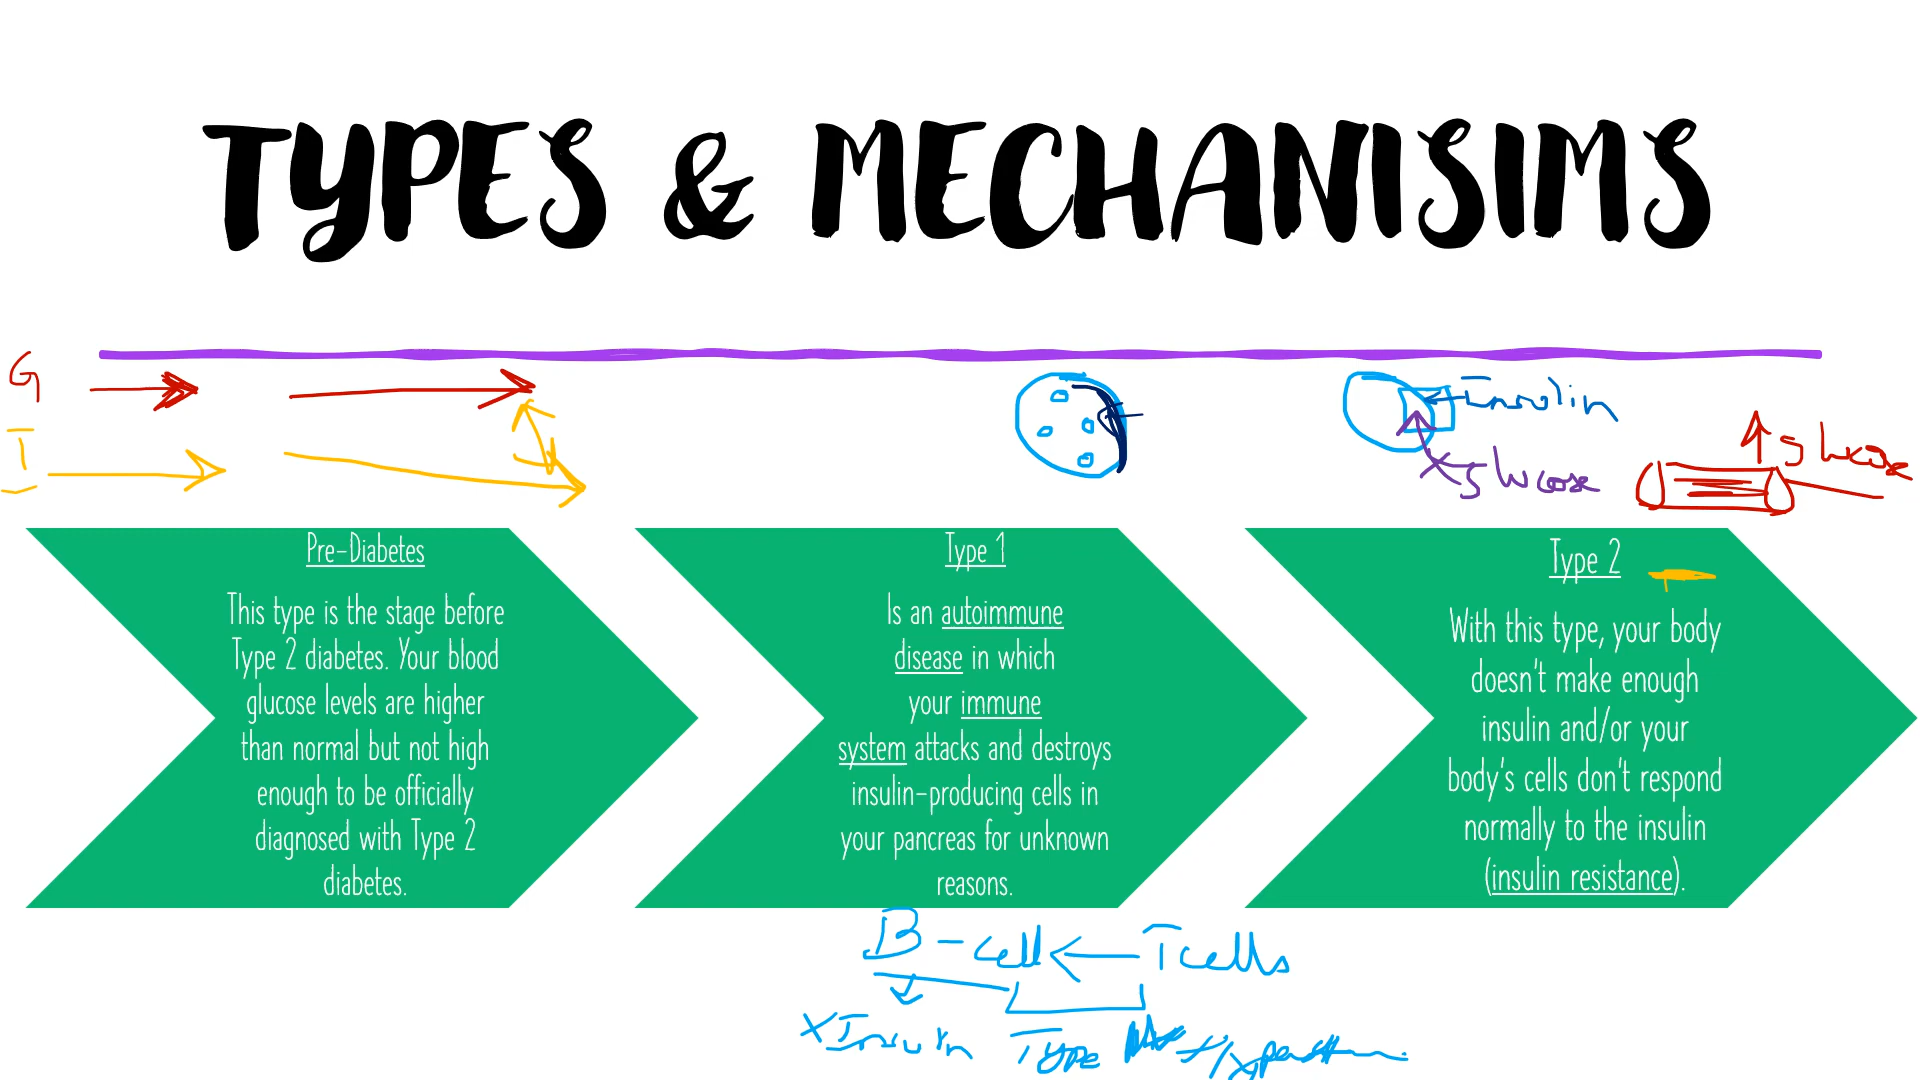 TYPES & MECHANISIMS
G
I
Insulin
glucose
glucose
Pre-Diabetes
This type is the stage before
Type 2 diabetes. Your blood
glucose levels are higher
than normal but not high
enough to be officially
diagnosed with Type 2
diabetes.
Type 1
Is an autoimmune
disease in which
your immune
system attacks and destroys
insulin-producing cells in
your pancreas for unknown
reasons.
Type 2
With this type, your body
doesn't make enough
insulin and/or your
body's cells don't respond
normally to the insulin
(insulin resistance).
B-cell ← T cells
X Insulin Type